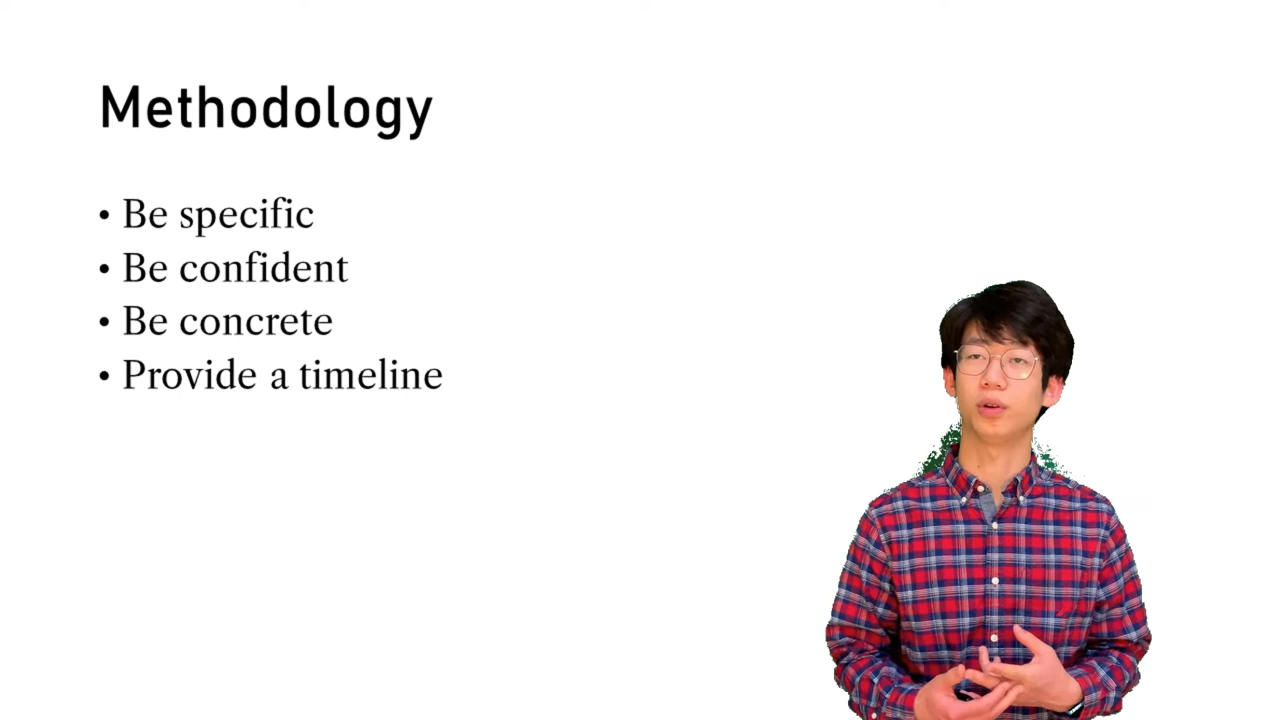 Methodology
• Be specific
• Be confident
• Be concrete
• Provide a timeline